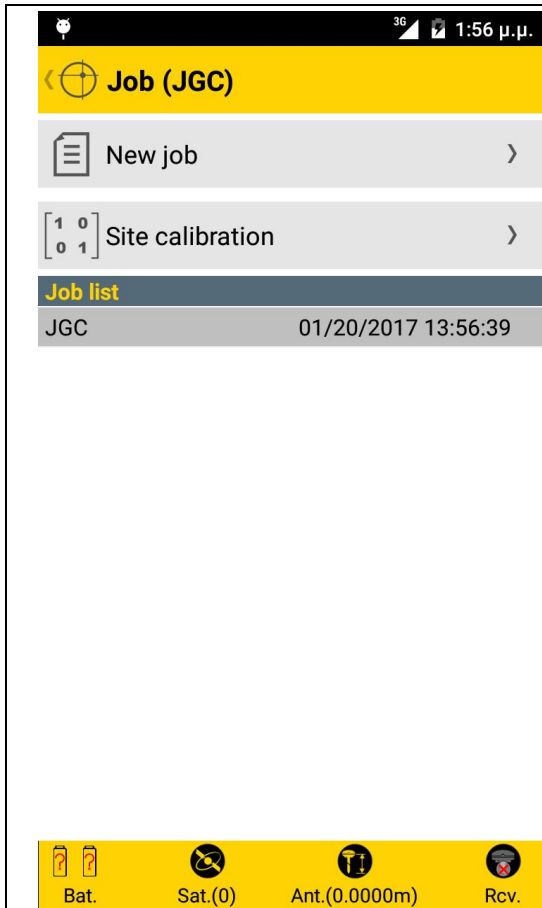 3G 1:56 μ.μ.
Job (JGC)
New job
1 0
0 1
Site calibration
Job list
JGC 01/20/2017 13:56:39
? ?
Bat. Sat.(0) Ant.(0.0000m) Rcv.